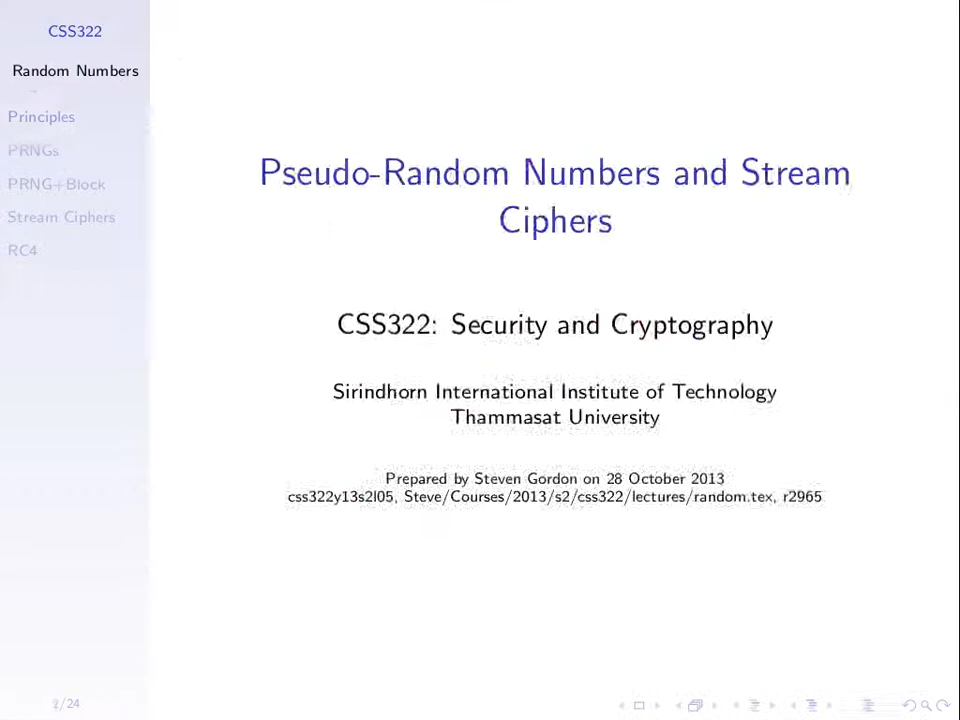 CSS322
Random Numbers
Principles
PRNGs
PRNG+Block
Stream Ciphers
RC4
Pseudo-Random Numbers and Stream
Ciphers
CSS322: Security and Cryptography
Sirindhorn International Institute of Technology
Thammasat University
Prepared by Steven Gordon on 28 October 2013
css322y13s2l05, Steve/Courses/2013/s2/css322/lectures/random.tex, r2965
2/24